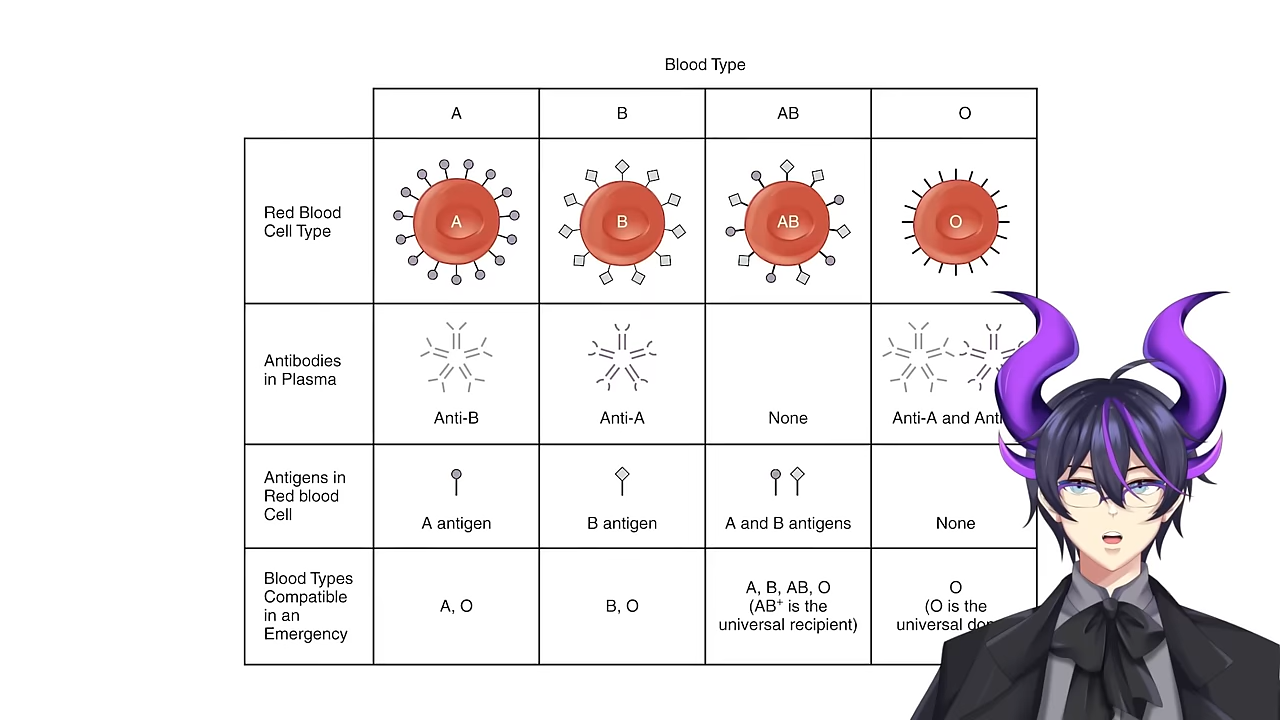 Blood Type
A
B
AB
O
Red Blood
Cell Type
A
B
AB
O
Antibodies
in Plasma
Anti-B
Anti-A
None
Anti-A and
Antigens in
Red blood
Cell
A antigen
B antigen
A and B antigens
None
Blood Types
Compatible
in an
Emergency
A, O
B, O
A, B, AB, O
(AB⁺ is the
universal recipient)
O
(O is the
universal